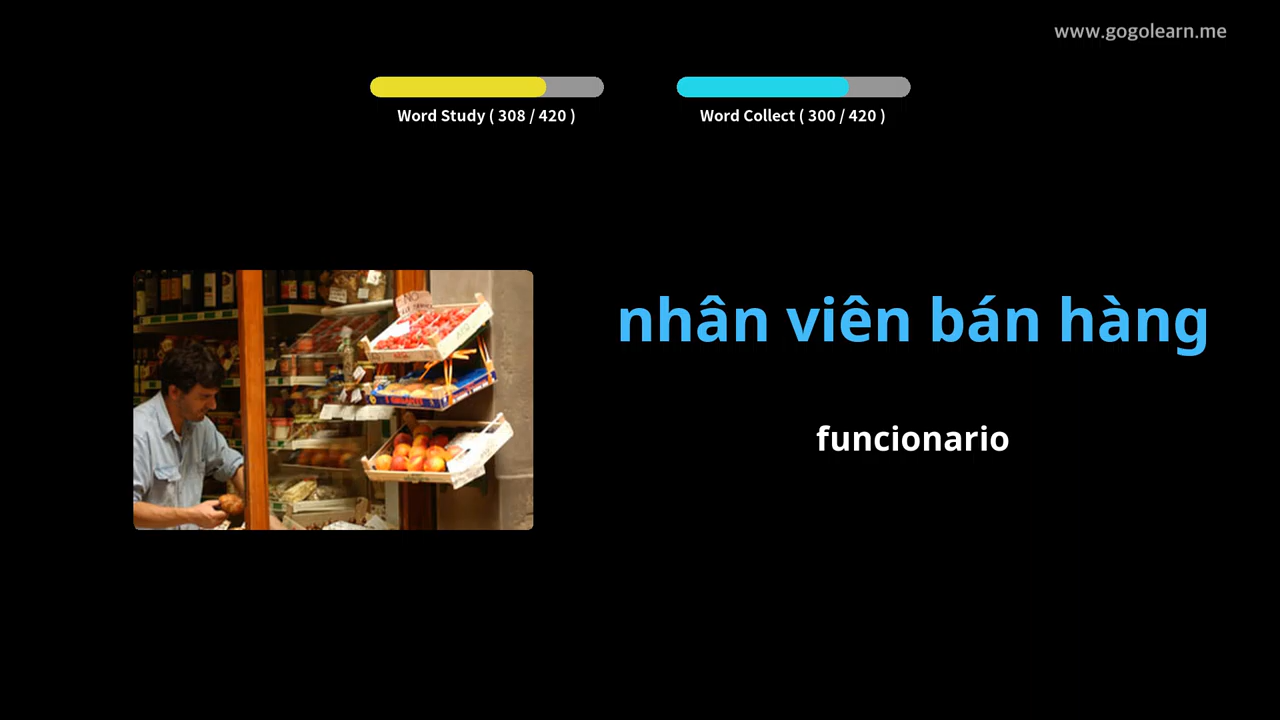 www.gogolearn.me
Word Study ( 308 / 420 )
Word Collect ( 300 / 420 )
nhân viên bán hàng
funcionario